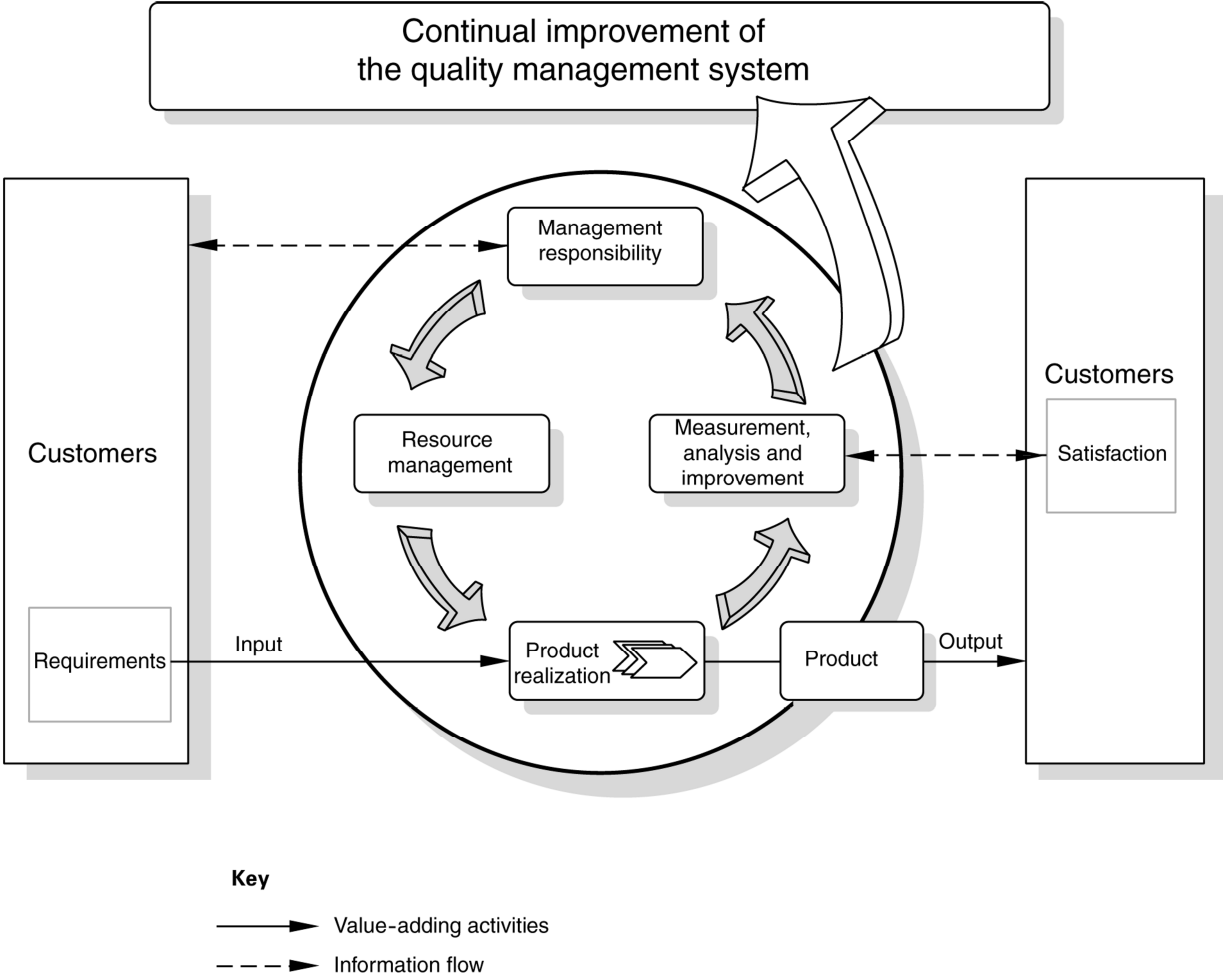 Continual improvement of
the quality management system
Management
responsibility
Customers
Resource
management
Measurement,
analysis and
improvement
Satisfaction
Customers
Requirements
Input
Product
realization
Product
Output
Key
Value-adding activities
Information flow